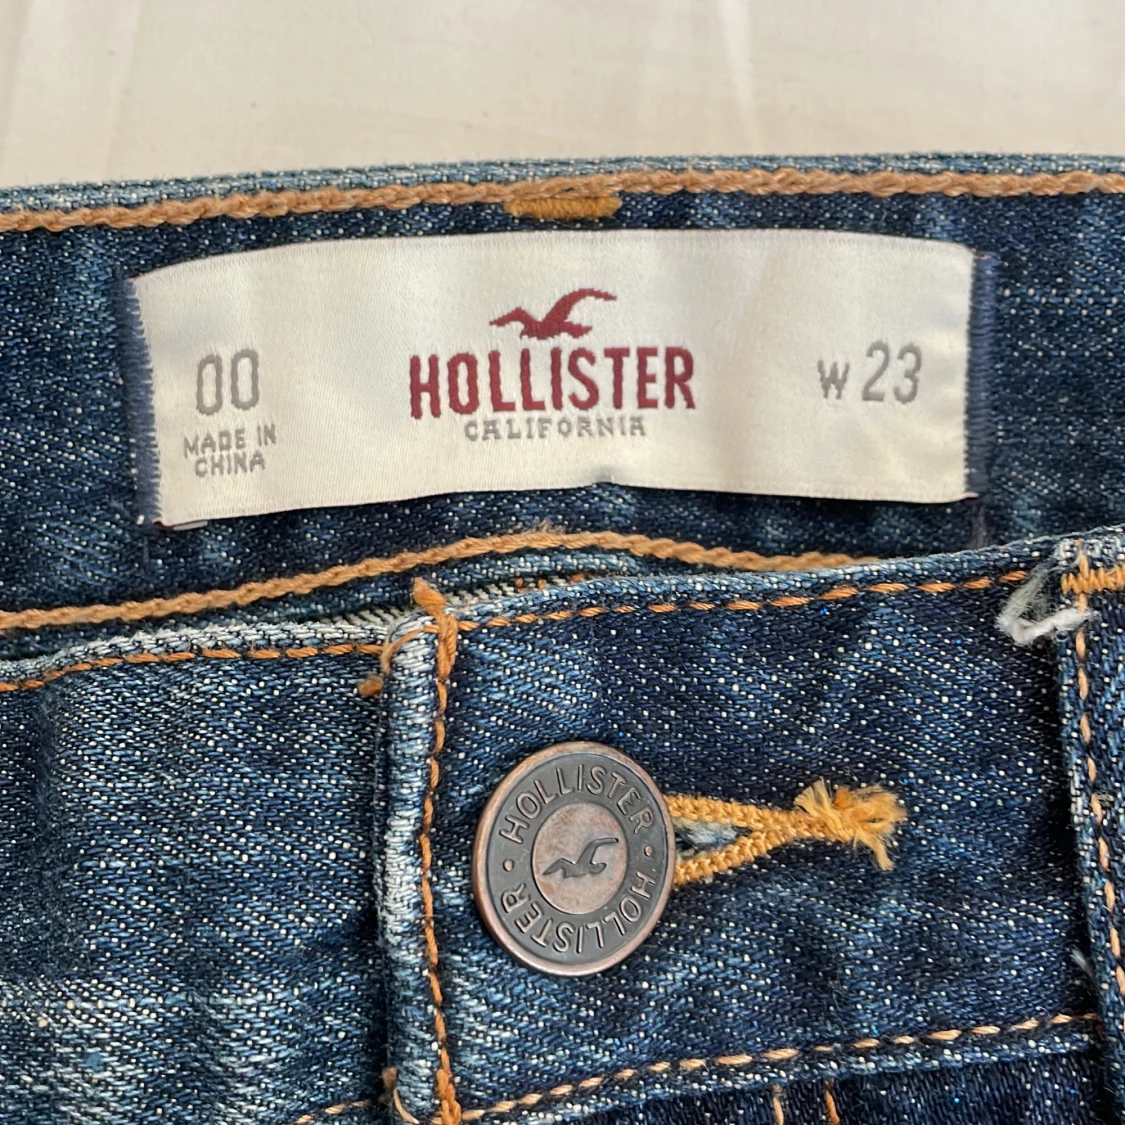 00
MADE IN
CHINA
HOLLISTER
CALIFORNIA
W 23
HOLLISTER • HOLLISTER •